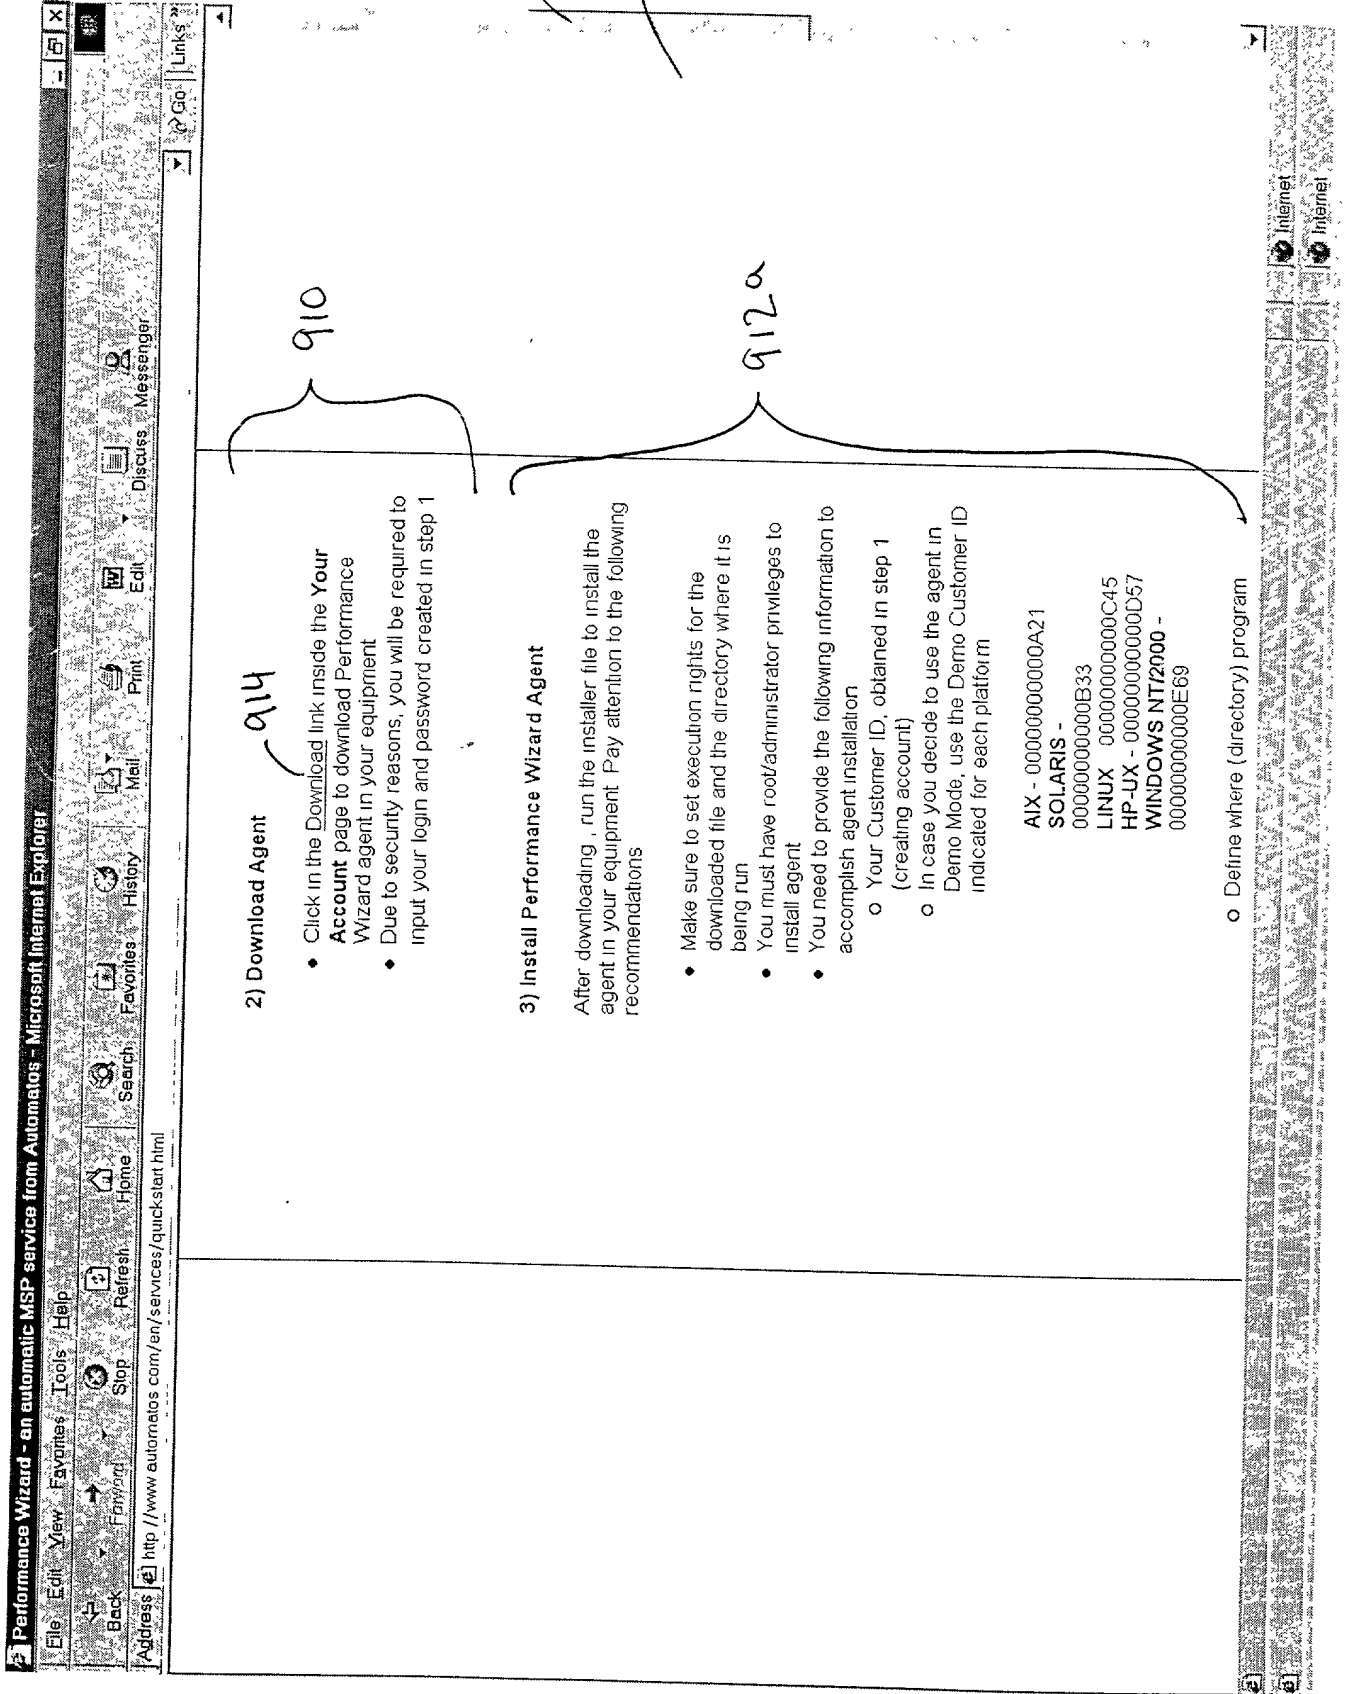 Performance Wizard - an automatic MSP service from Automatos - Microsoft Internet Explorer
File Edit View Favorites Tools Help
Back Forward Stop Refresh Home Search Favorites History Mail Print Edit Discuss Messenger
Address http //www automatos com/en/services/quickstart html Go Links »
2) Download Agent
914
• Click in the Download link inside the Your
Account page to download Performance
Wizard agent in your equipment
• Due to security reasons, you will be required to
input your login and password created in step 1
910
3) Install Performance Wizard Agent
After downloading , run the installer file to install the
agent in your equipment Pay attention to the following
recommendations
• Make sure to set execution rights for the
downloaded file and the directory where it is
being run
• You must have root/administrator privileges to
install agent
• You need to provide the following information to
accomplish agent installation
o Your Customer ID, obtained in step 1
(creating account)
o In case you decide to use the agent in
Demo Mode, use the Demo Customer ID
indicated for each platform
912a
AIX - 00000000000A21
SOLARIS -
00000000000B33
LINUX 00000000000C45
HP-UX - 00000000000D57
WINDOWS NT/2000 -
00000000000E69
o Define where (directory) program
Internet
Internet